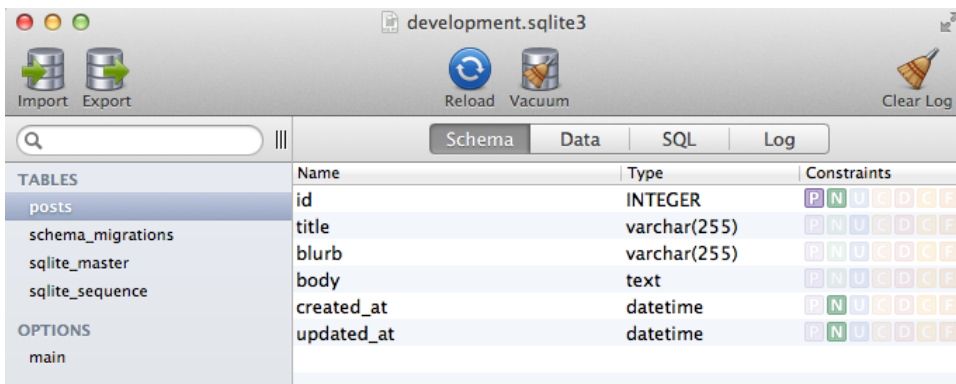 development.sqlite3
Import Export Reload Vacuum Clear Log
Schema Data SQL Log
TABLES
posts
schema_migrations
sqlite_master
sqlite_sequence
OPTIONS
main
Name Type Constraints
id INTEGER P N U C D C F
title varchar(255) P N U C D C F
blurb varchar(255) P N U C D C F
body text P N U C D C F
created_at datetime P N U C D C F
updated_at datetime P N U C D C F